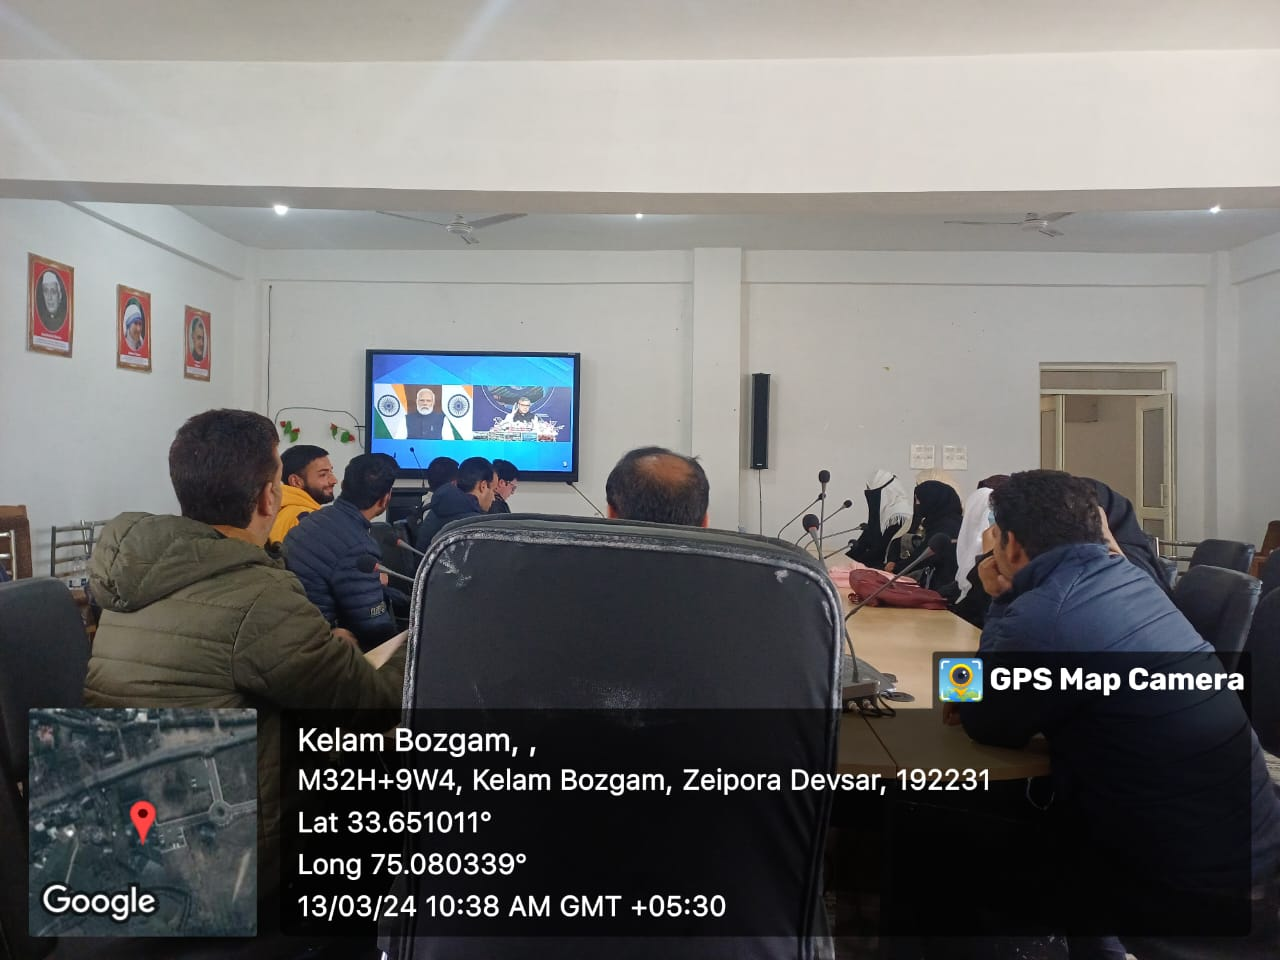 GPS Map Camera
Kelam Bozgam, ,
M32H+9W4, Kelam Bozgam, Zeipora Devsar, 192231
Lat 33.651011°
Long 75.080339°
13/03/24 10:38 AM GMT +05:30
Google